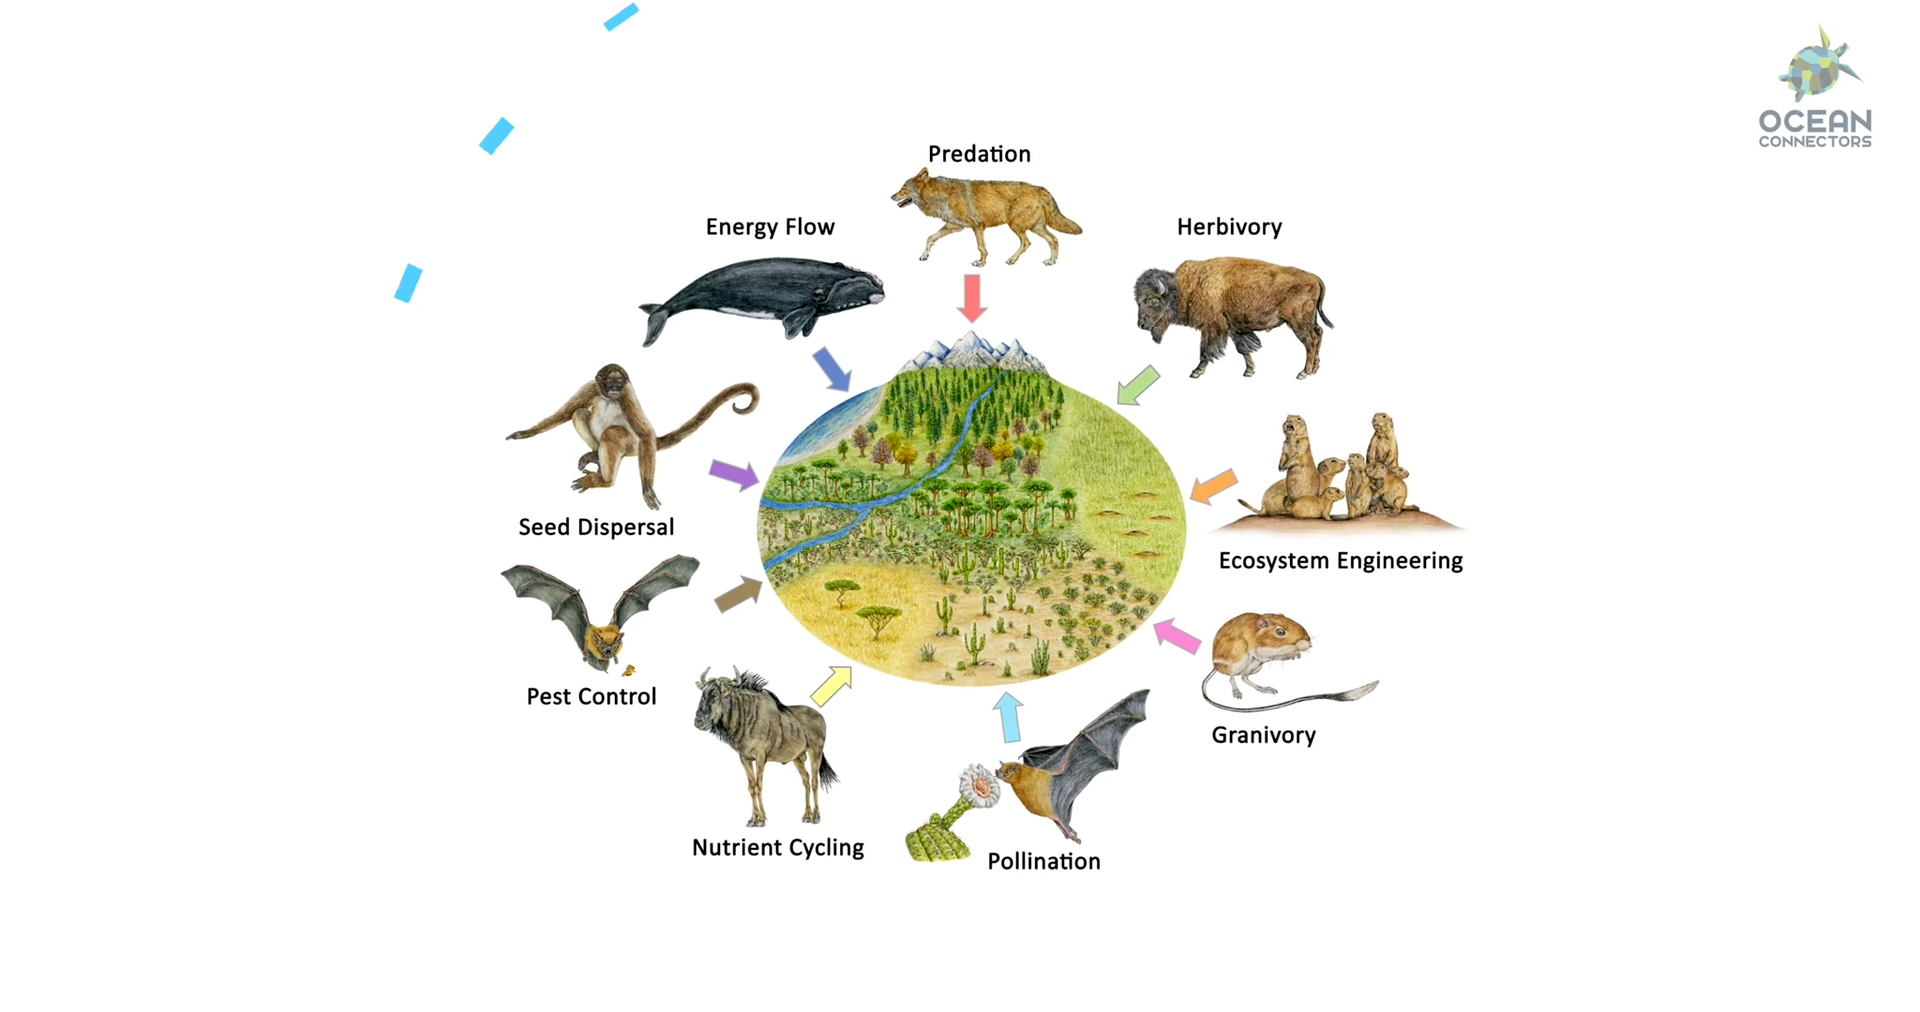 OCEAN
CONNECTORS
Predation
Energy Flow
Herbivory
Seed Dispersal
Ecosystem Engineering
Pest Control
Granivory
Nutrient Cycling
Pollination